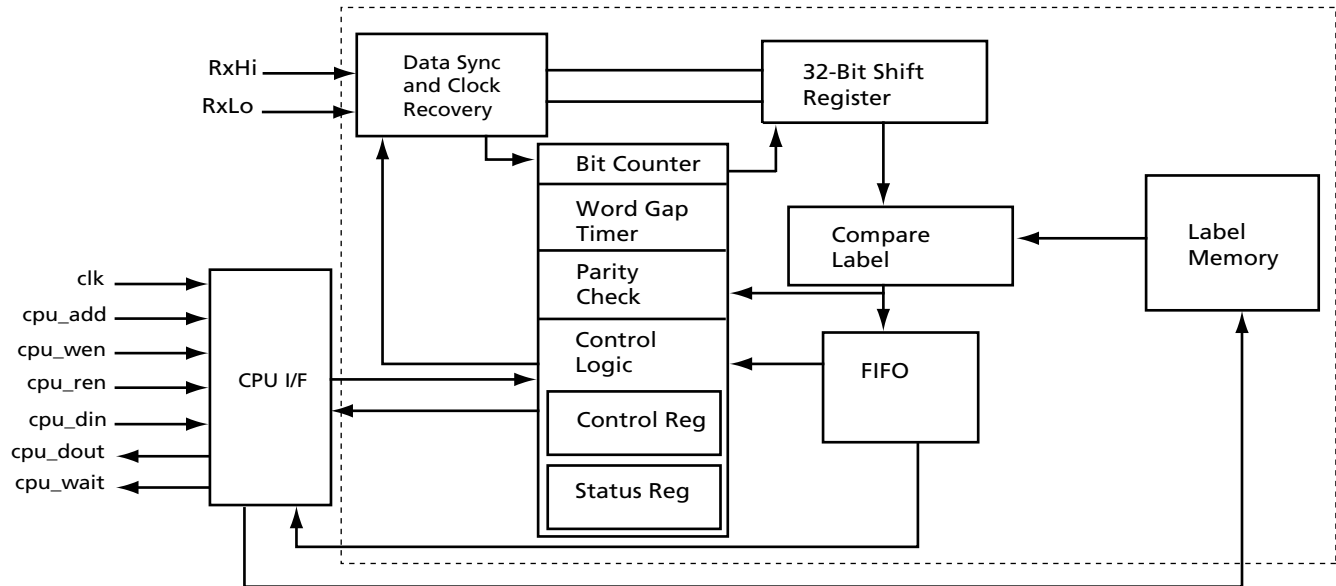 RxHi
RxLo
Data Sync
and Clock
Recovery
32-Bit Shift
Register
Bit Counter
Word Gap
Timer
Parity
Check
Control
Logic
Control Reg
Status Reg
Compare
Label
Label
Memory
FIFO
clk
cpu_add
cpu_wen
cpu_ren
cpu_din
cpu_dout
cpu_wait
CPU I/F